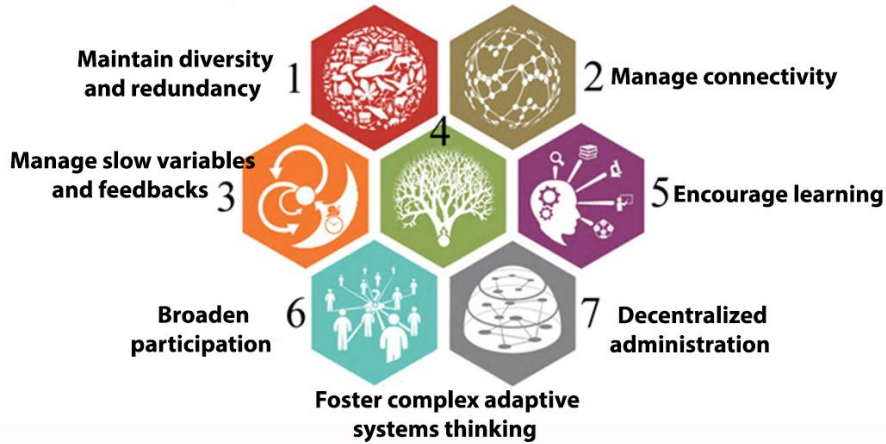 Maintain diversity
and redundancy
1
2
Manage connectivity
4
Manage slow variables
and feedbacks
3
5
Encourage learning
Broaden
participation
6
7
Decentralized
administration
Foster complex adaptive
systems thinking